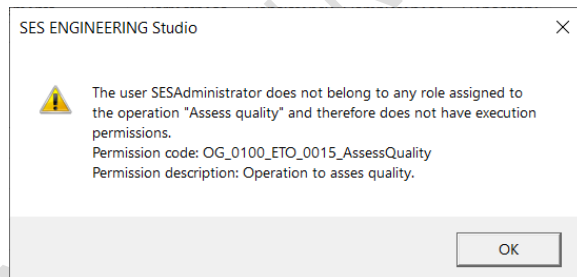 SES ENGINEERING Studio
The user SESAdministrator does not belong to any role assigned to
the operation "Assess quality" and therefore does not have execution
permissions.
Permission code: OG_0100_ETO_0015_AssessQuality
Permission description: Operation to asses quality.
OK